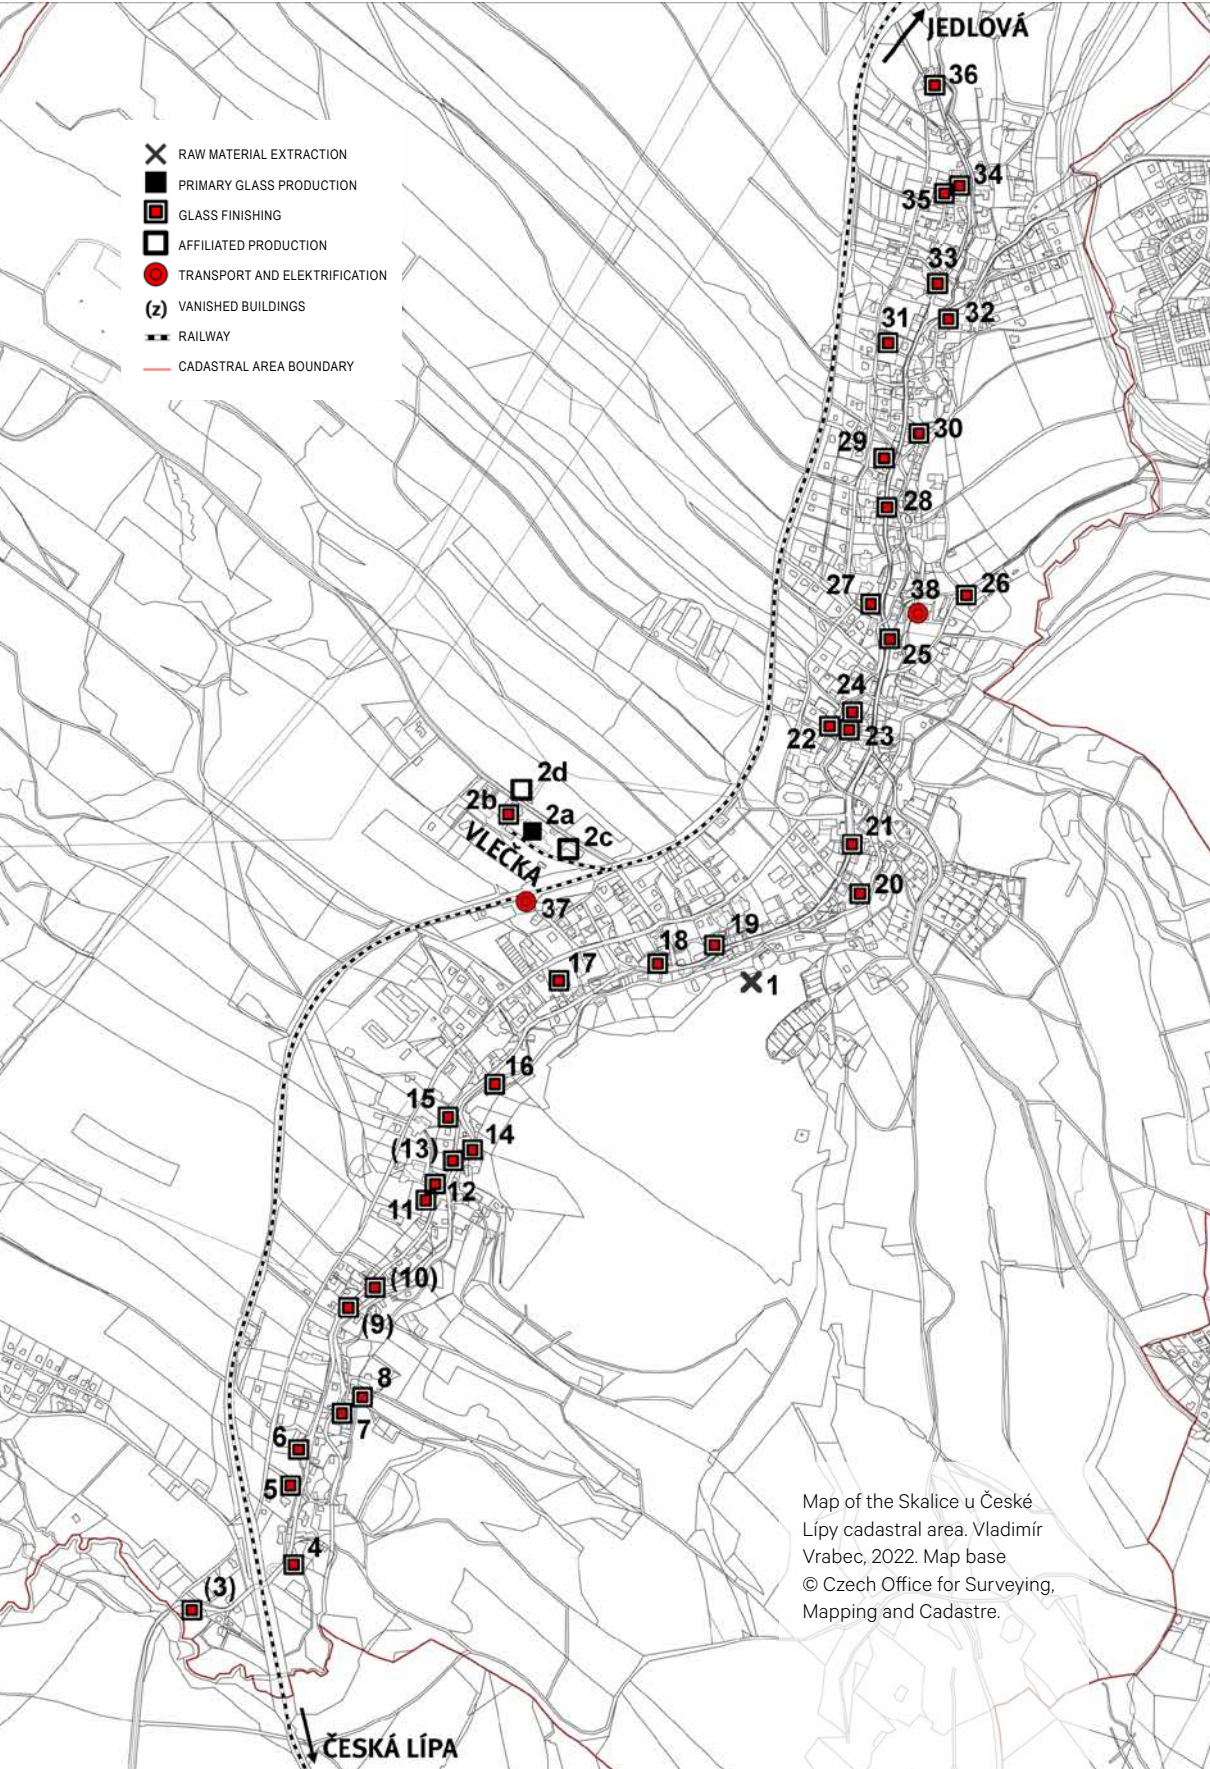 JEDLOVÁ
36
RAW MATERIAL EXTRACTION
PRIMARY GLASS PRODUCTION
GLASS FINISHING
AFFILIATED PRODUCTION
TRANSPORT AND ELEKTRIFICATION
(z) VANISHED BUILDINGS
RAILWAY
CADASTRAL AREA BOUNDARY
34
35
33
32
31
30
29
28
27
38
26
25
24
22
23
2d
2b
2a
2c
VLEČKA
21
20
37
19
18
17
1
16
15
14
(13)
12
11
(10)
(9)
8
7
6
5
4
(3)
Map of the Skalice u České
Lípy cadastral area. Vladimír
Vrabec, 2022. Map base
© Czech Office for Surveying,
Mapping and Cadastre.
ČESKÁ LÍPA